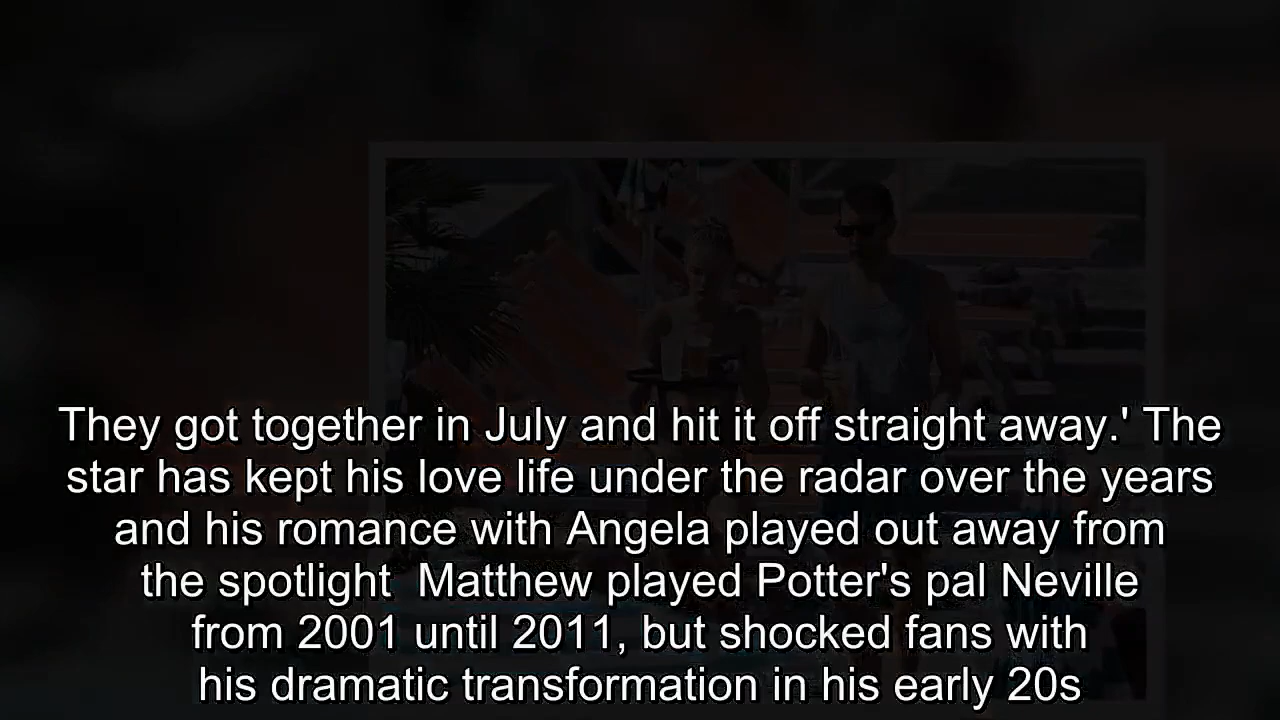 They got together in July and hit it off straight away.' The
star has kept his love life under the radar over the years
and his romance with Angela played out away from
the spotlight  Matthew played Potter's pal Neville
from 2001 until 2011, but shocked fans with
his dramatic transformation in his early 20s